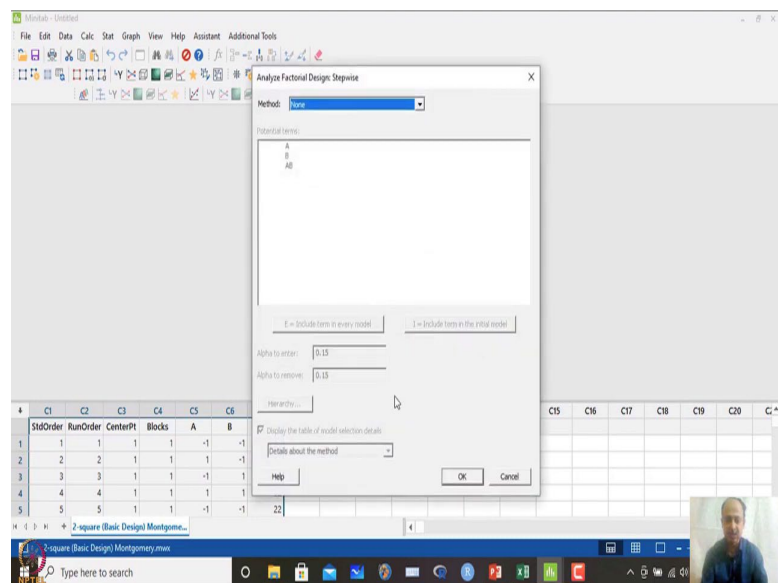 Minitab - Untitled
File Edit Data Calc Stat Graph View Help Assistant Additional Tools
Analyze Factorial Design: Stepwise
Method: None
Potential terms:
A
B
AB
E = Include term in every model
I = Include term in the initial model
Alpha to enter: 0.15
Alpha to remove: 0.15
Hierarchy...
Display the table of model selection details
Details about the method
Help OK Cancel
C1 C2 C3 C4 C5 C6 C15 C16 C17 C18 C19 C20
StdOrder RunOrder CenterPt Blocks A B
1 1 1 1 1 -1 -1
2 2 2 1 1 1 -1
3 3 3 1 1 -1 1
4 4 4 1 1 1
5 5 5 1 1 -1 -1 22
2-square (Basic Design) Montgome...
2-square (Basic Design) Montgomery.mwx
Type here to search
NPTEL